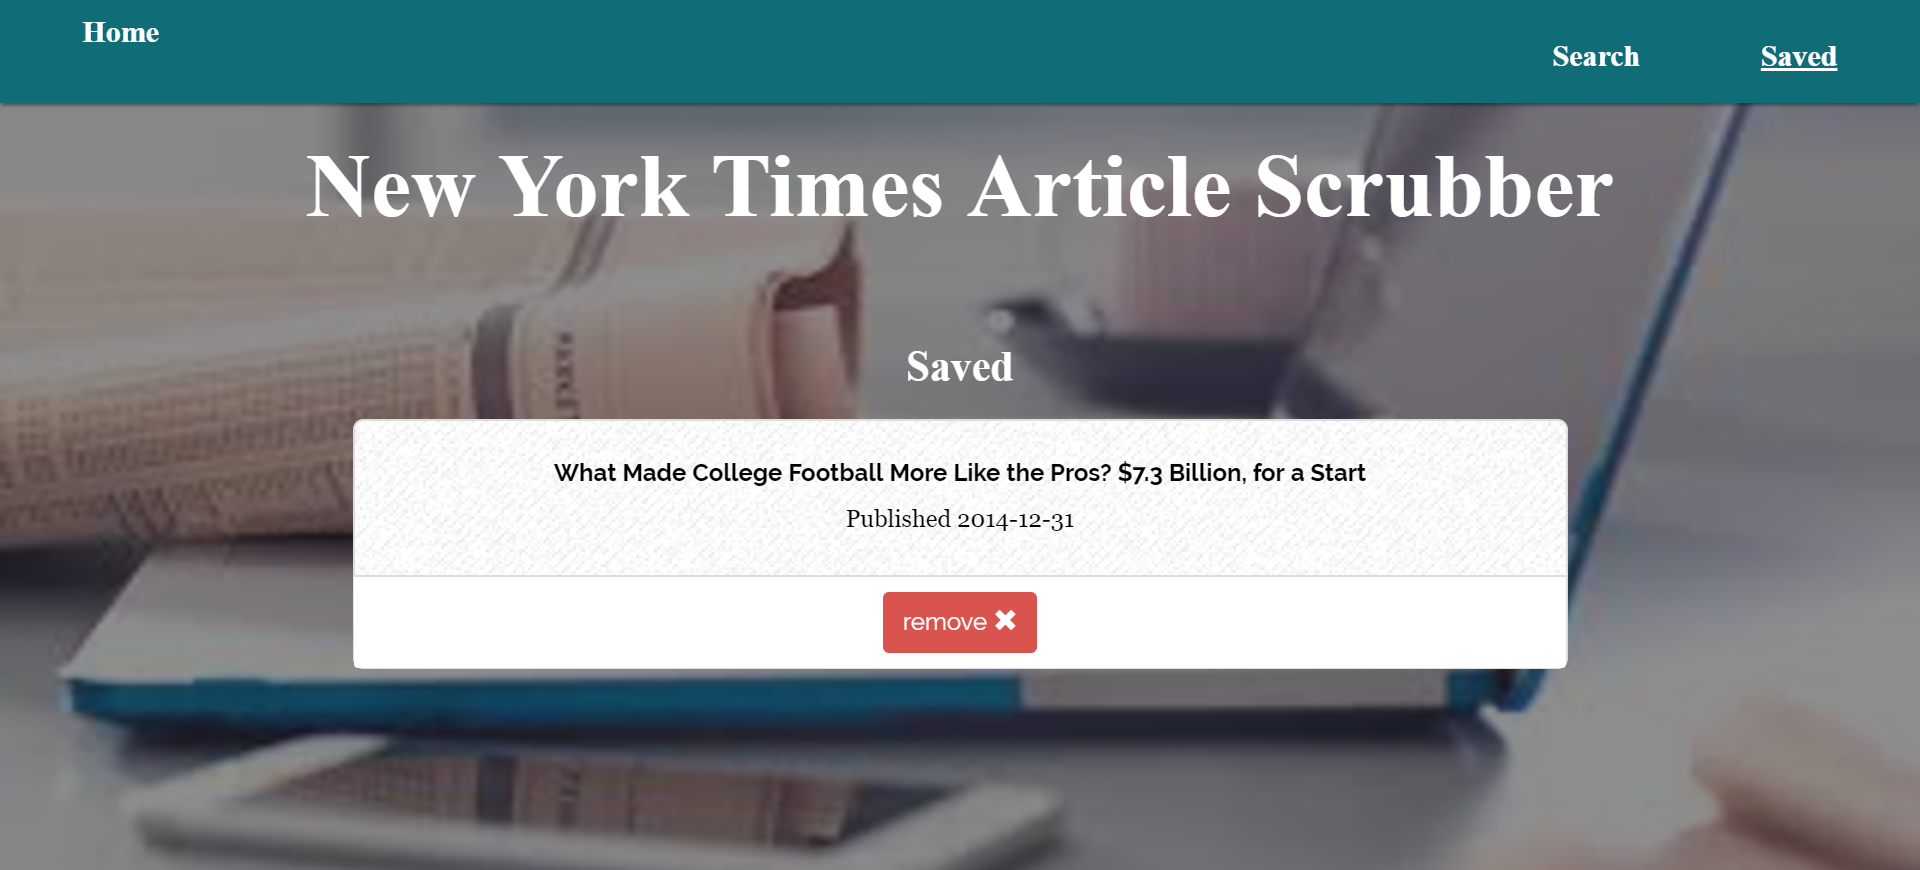 Home
Search
Saved
New York Times Article Scrubber
Saved
What Made College Football More Like the Pros? $7.3 Billion, for a Start
Published 2014-12-31
remove ✖